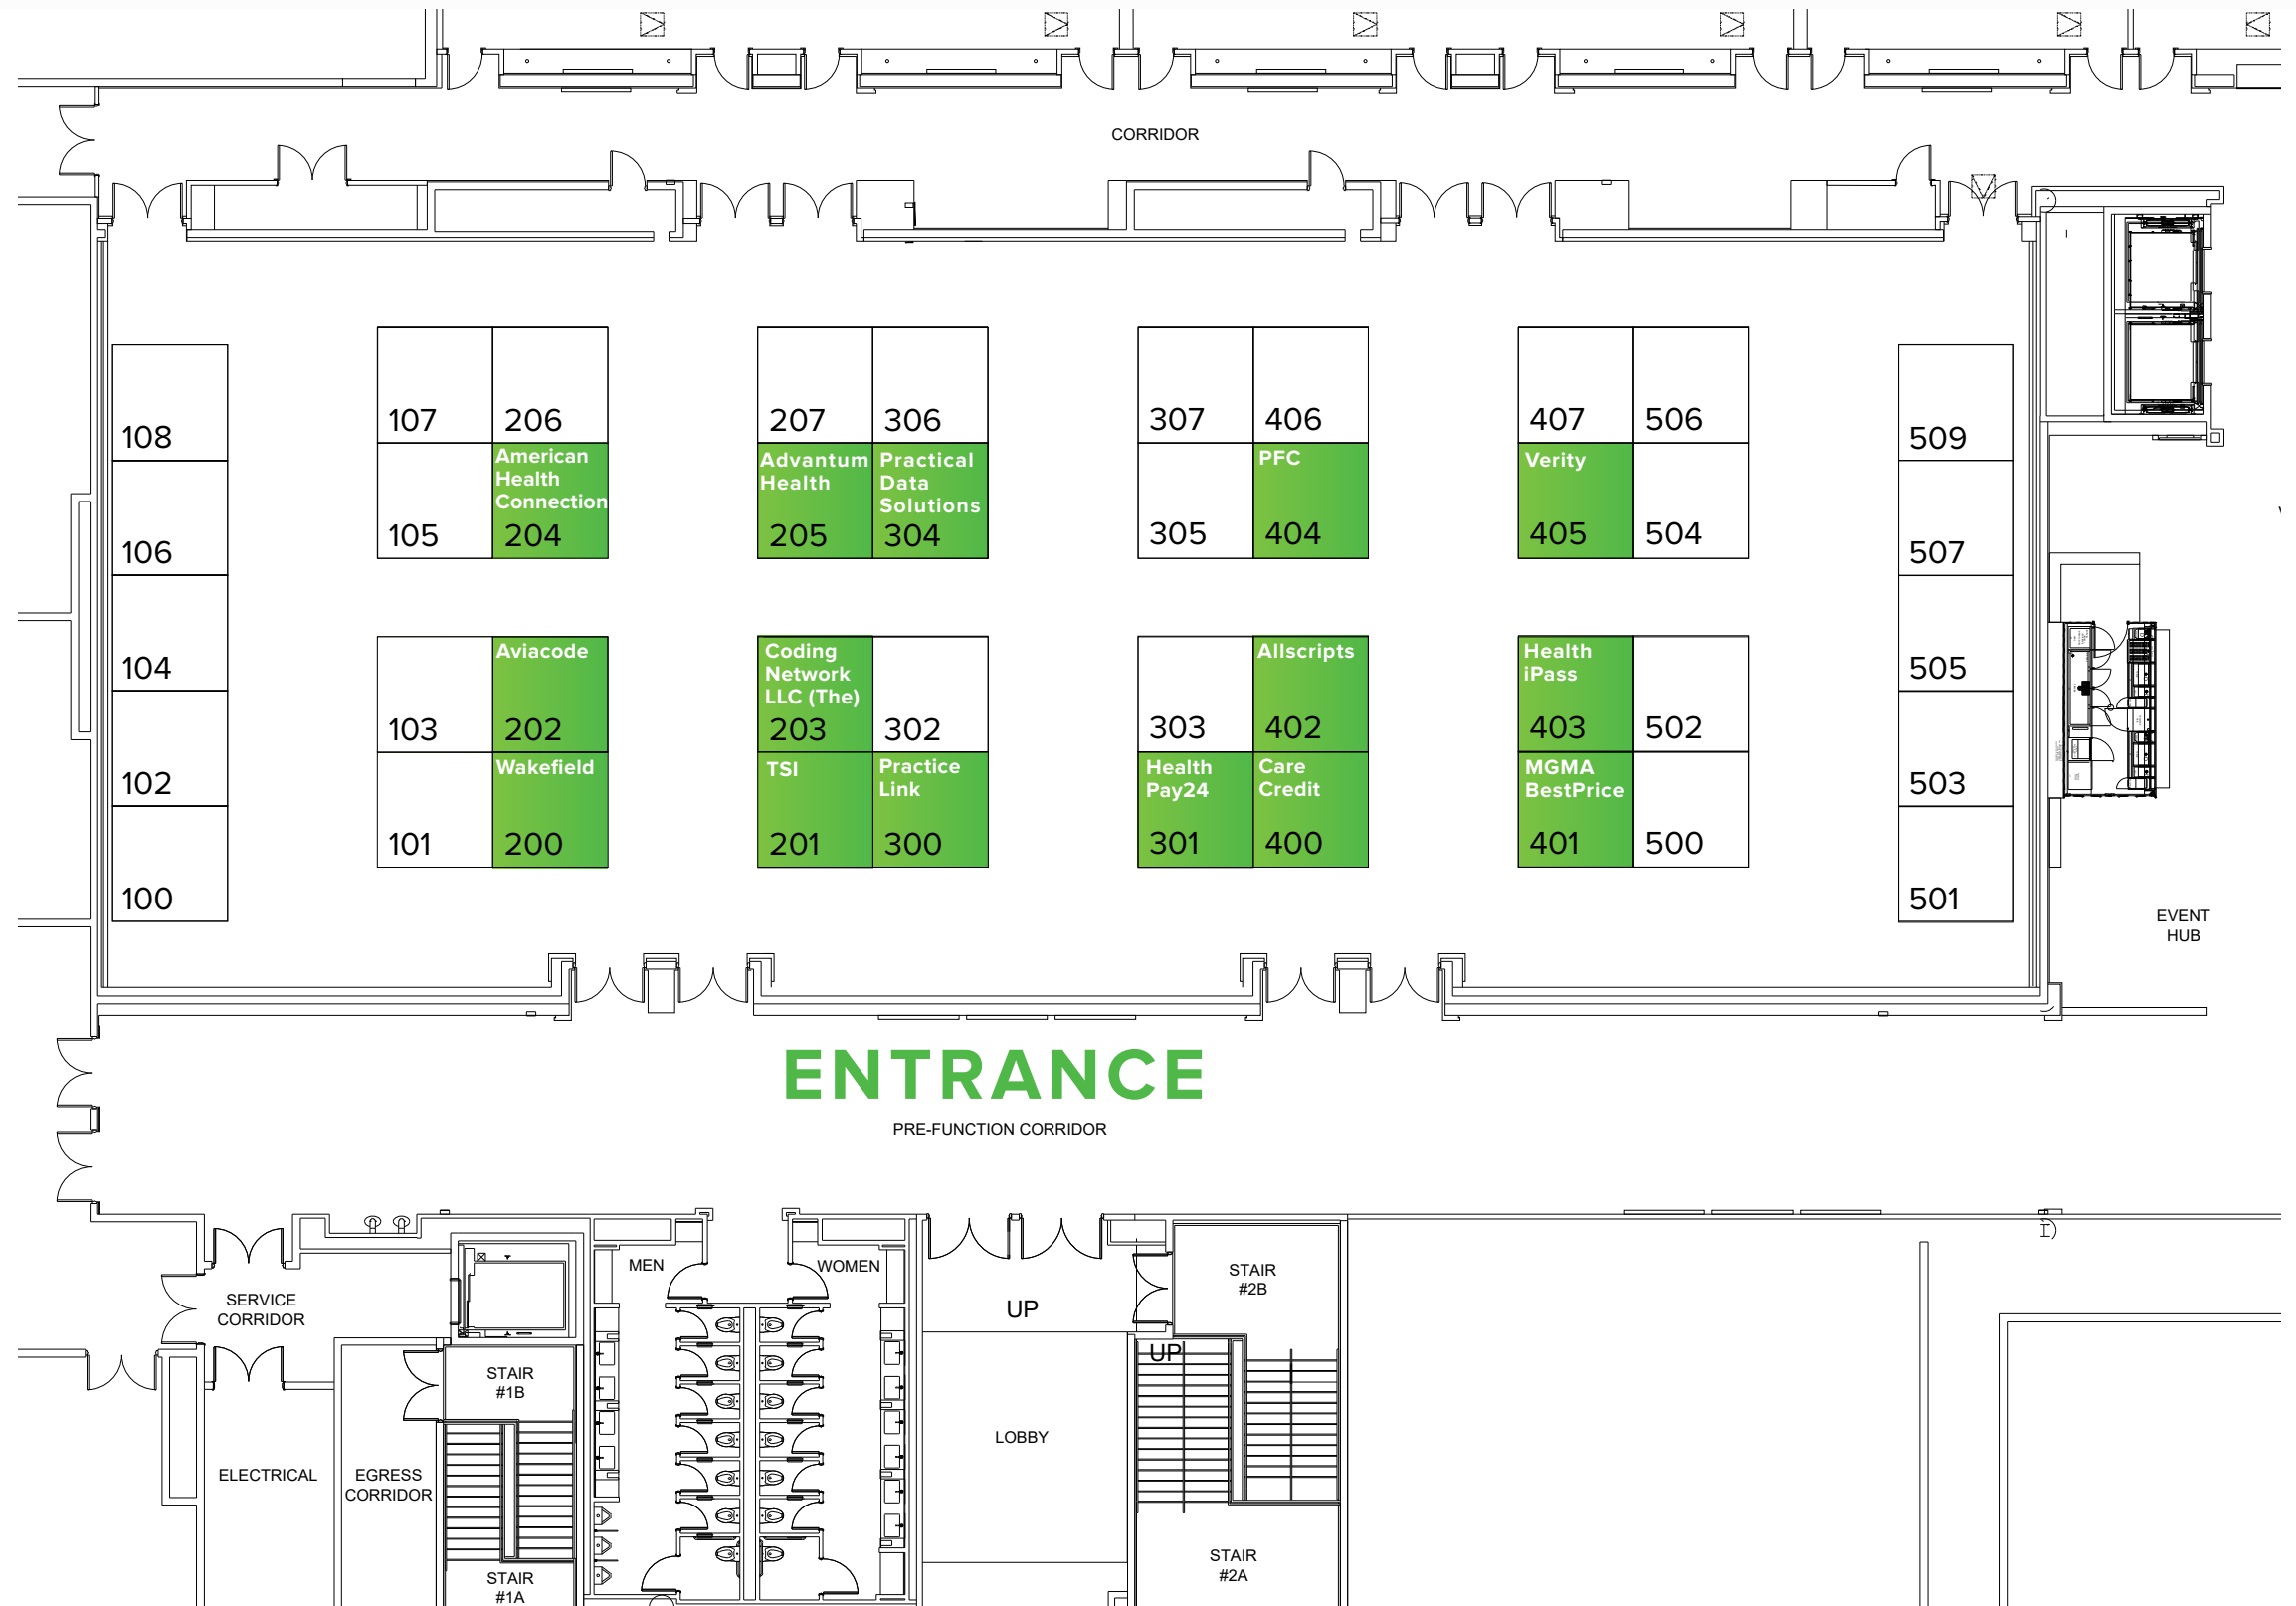 CORRIDOR
108
106
104
102
100
107
206
105
American
Health
Connection
204
207
306
Advantum
Health
205
Practical
Data
Solutions
304
307
406
305
PFC
404
407
506
Verity
405
504
509
507
505
503
501
103
Aviacode
202
101
Wakefield
200
Coding
Network
LLC (The)
203
302
TSI
201
Practice
Link
300
303
Allscripts
402
Health
Pay24
301
Care
Credit
400
Health
iPass
403
502
MGMA
BestPrice
401
500
EVENT
HUB
ENTRANCE
PRE-FUNCTION CORRIDOR
SERVICE
CORRIDOR
MEN
WOMEN
UP
UP
STAIR
#2B
STAIR
#1B
ELECTRICAL
EGRESS
CORRIDOR
LOBBY
STAIR
#1A
STAIR
#2A